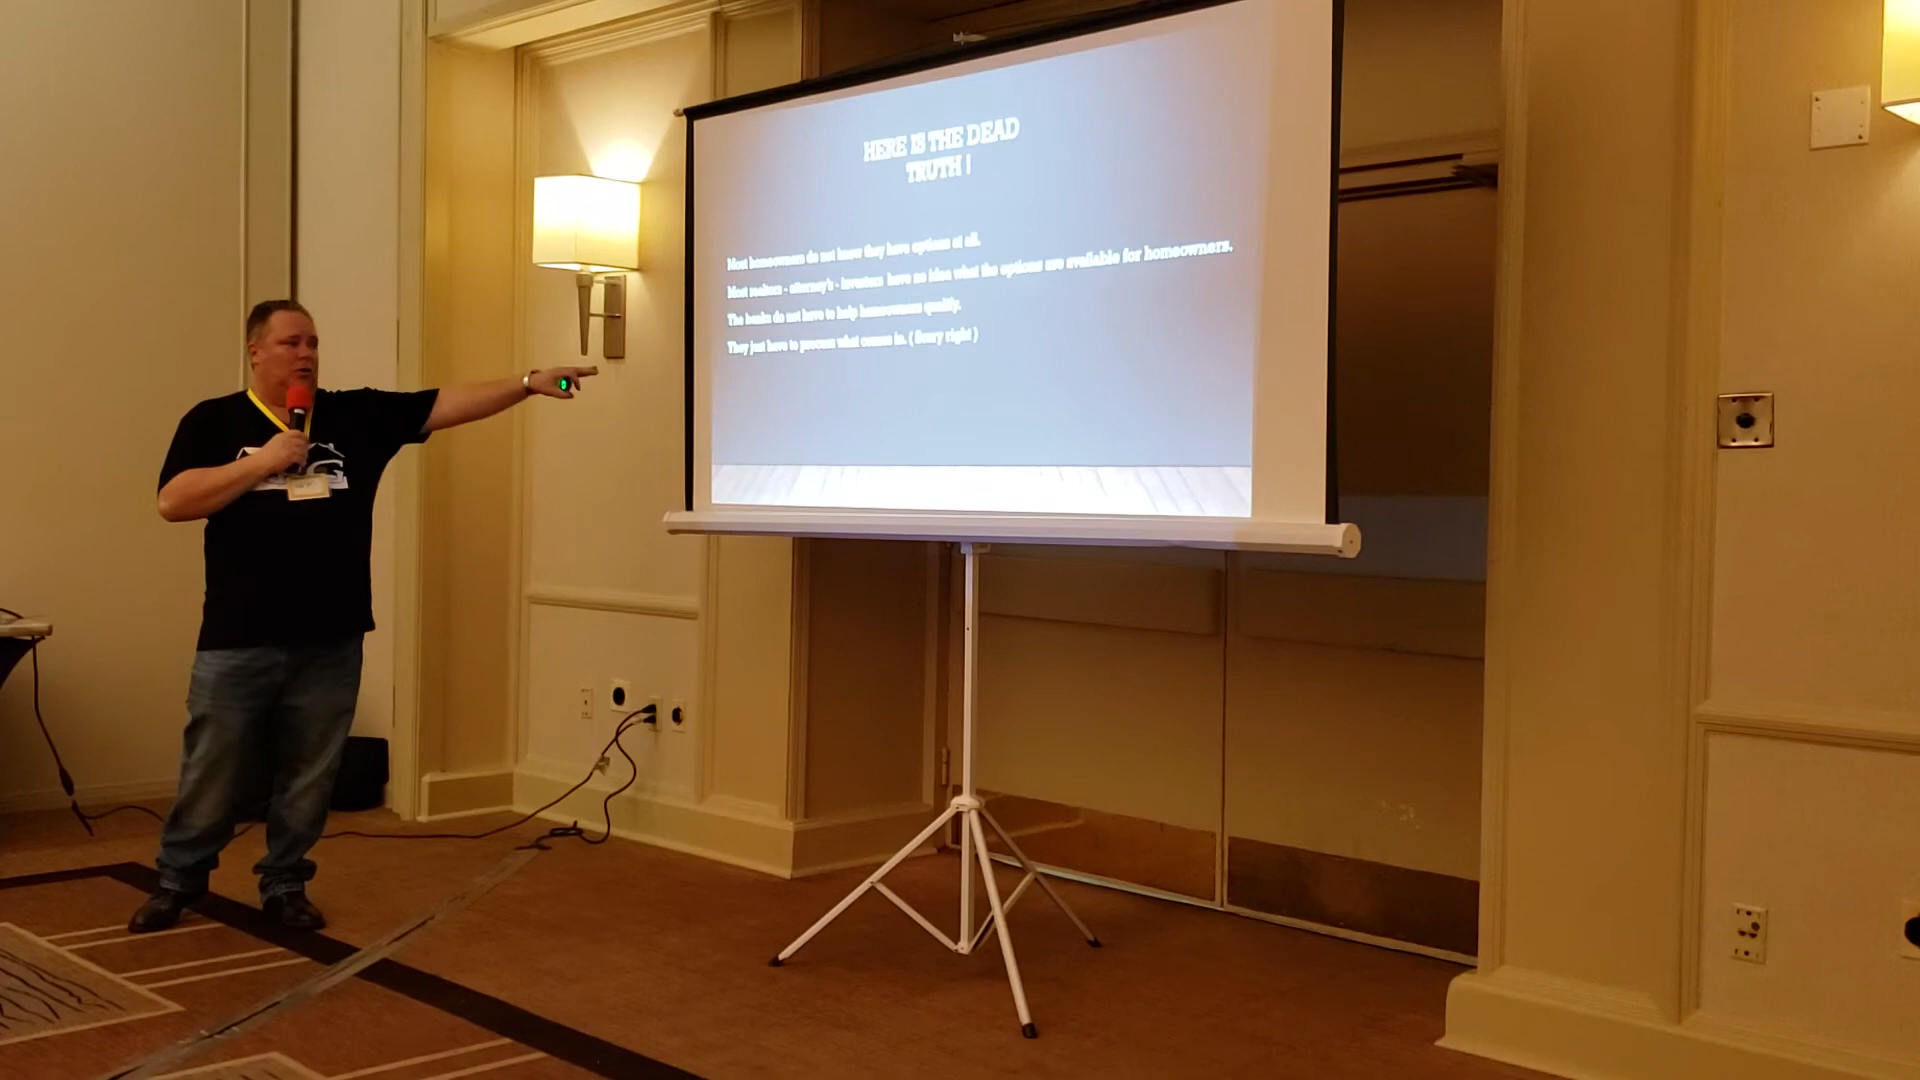 HERE IS THE DEAD
TRUTH !
Most homeowners do not know they have options at all.
Most realtors - attorney's - investors have no idea what the options are available for homeowners.
The banks do not have to help homeowners qualify.
They just have to process what comes in. ( Scary right )